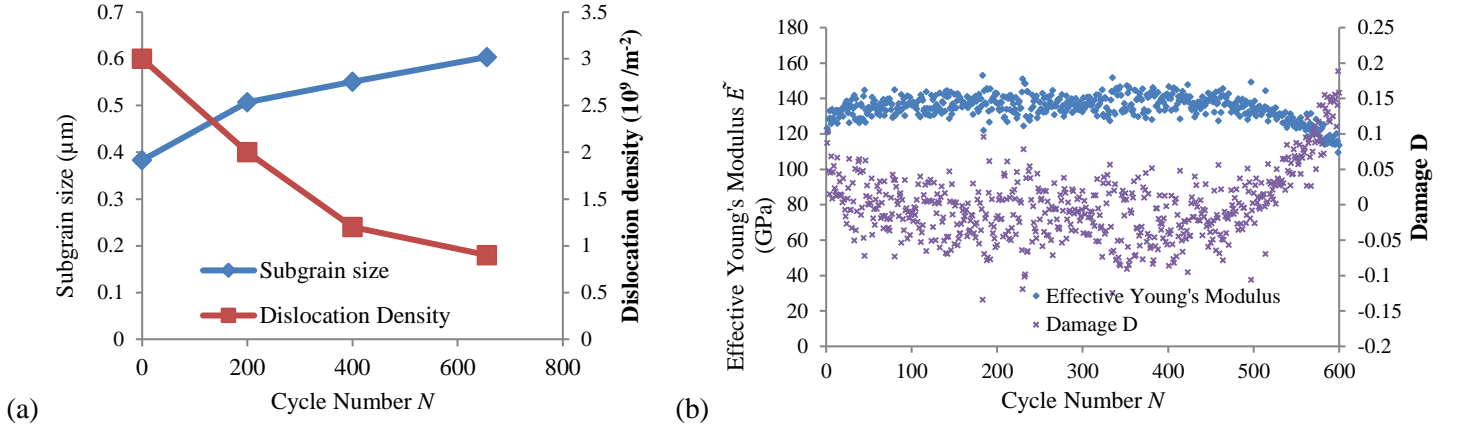 0.7
0.6
0.5
0.4
0.3
0.2
0.1
0
Subgrain size (μm)
3.5
3
2.5
2
1.5
1
0.5
0
Dislocation density (10⁹ /m⁻²)
Subgrain size
Dislocation Density
0 200 400 600 800
Cycle Number N
(a)
180
160
140
120
100
80
60
40
20
0
Effective Young's Modulus Ẽ
(GPa)
0.25
0.2
0.15
0.1
0.05
0
-0.05
-0.1
-0.15
-0.2
Damage D
Effective Young's Modulus
Damage D
0 100 200 300 400 500 600
Cycle Number N
(b)